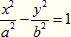 x²/a² − y²/b² = 1